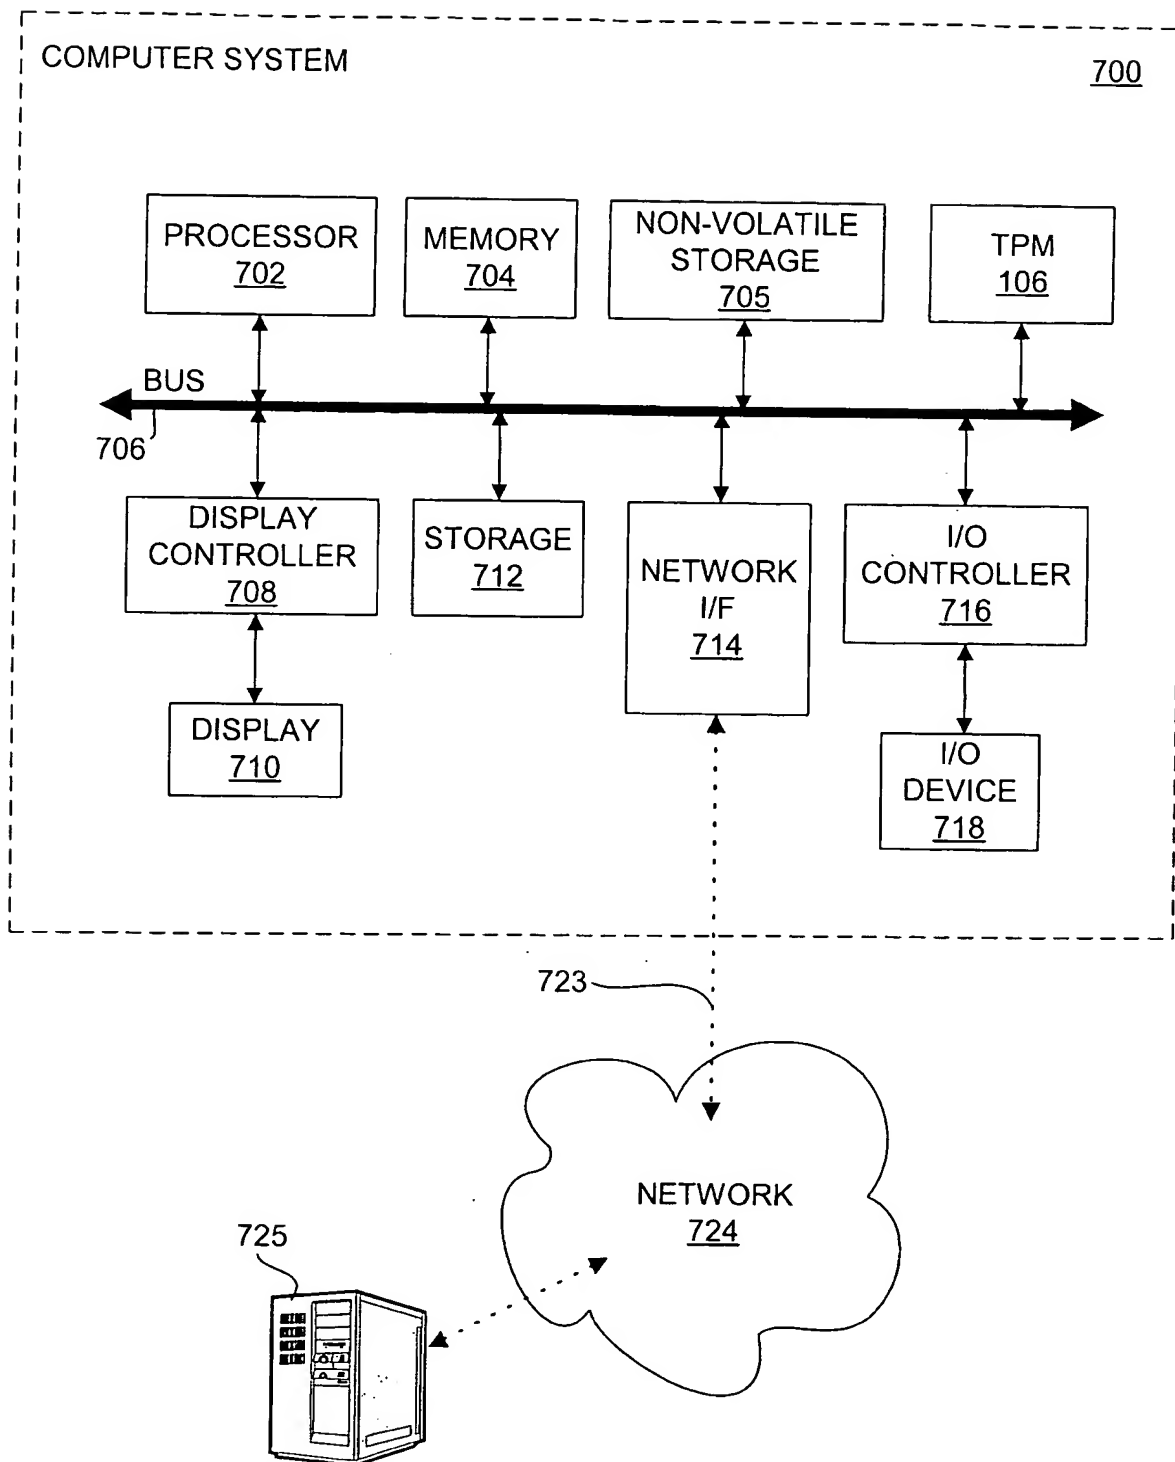 COMPUTER SYSTEM
700
PROCESSOR
702
MEMORY
704
NON-VOLATILE
STORAGE
705
TPM
106
BUS
706
DISPLAY
CONTROLLER
708
STORAGE
712
NETWORK
I/F
714
I/O
CONTROLLER
716
DISPLAY
710
I/O
DEVICE
718
723
NETWORK
724
725